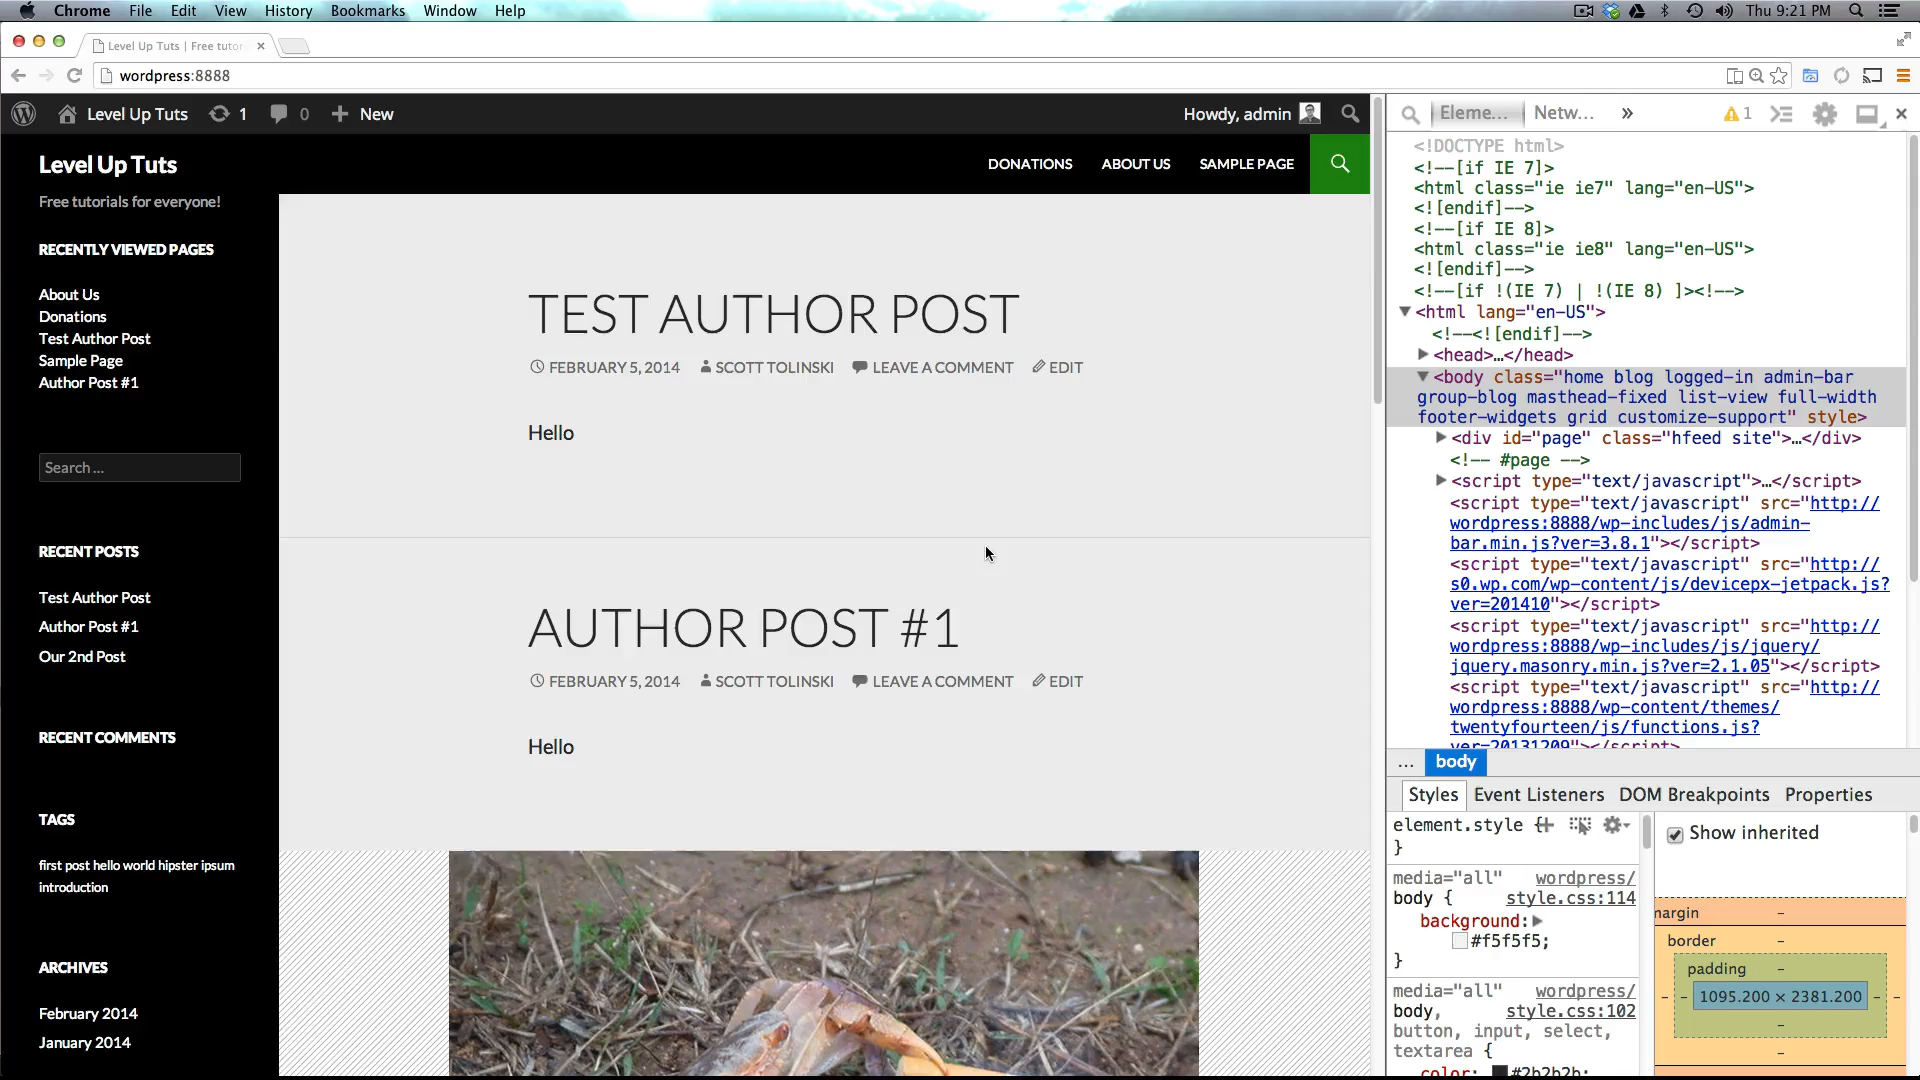 Chrome File Edit View History Bookmarks Window Help Thu 9:21 PM
Level Up Tuts | Free tutor
wordpress:8888
Level Up Tuts 1 0 New Howdy, admin
Level Up Tuts
Free tutorials for everyone!
DONATIONS ABOUT US SAMPLE PAGE
RECENTLY VIEWED PAGES
About Us
Donations
Test Author Post
Sample Page
Author Post #1
Search ...
RECENT POSTS
Test Author Post
Author Post #1
Our 2nd Post
RECENT COMMENTS
TAGS
first post hello world hipster ipsum
introduction
ARCHIVES
February 2014
January 2014
TEST AUTHOR POST
FEBRUARY 5, 2014 SCOTT TOLINSKI LEAVE A COMMENT EDIT
Hello
AUTHOR POST #1
FEBRUARY 5, 2014 SCOTT TOLINSKI LEAVE A COMMENT EDIT
Hello
Eleme... Netw... » 1
<!DOCTYPE html>
<!--[if IE 7]>
<html class="ie ie7" lang="en-US">
<![endif]-->
<!--[if IE 8]>
<html class="ie ie8" lang="en-US">
<![endif]-->
<!--[if !(IE 7) | !(IE 8) ]><!-->
<html lang="en-US">
<!--<![endif]-->
<head>…</head>
<body class="home blog logged-in admin-bar
group-blog masthead-fixed list-view full-width
footer-widgets grid customize-support" style>
<div id="page" class="hfeed site">…</div>
<!-- #page -->
<script type="text/javascript">…</script>
<script type="text/javascript" src="http://
wordpress:8888/wp-includes/js/admin-
bar.min.js?ver=3.8.1"></script>
<script type="text/javascript" src="http://
s0.wp.com/wp-content/js/devicepx-jetpack.js?
ver=201410"></script>
<script type="text/javascript" src="http://
wordpress:8888/wp-includes/js/jquery/
jquery.masonry.min.js?ver=2.1.05"></script>
<script type="text/javascript" src="http://
wordpress:8888/wp-content/themes/
twentyfourteen/js/functions.js?
ver=20131209"></script>
... body
Styles Event Listeners DOM Breakpoints Properties
element.style {
}
media="all" wordpress/
body { style.css:114
background:
#f5f5f5;
}
media="all" wordpress/
body, style.css:102
button, input, select,
textarea {
color: #2b2b2b;
Show inherited
margin –
border –
padding –
– – 1095.200 × 2381.200 – –
–
–